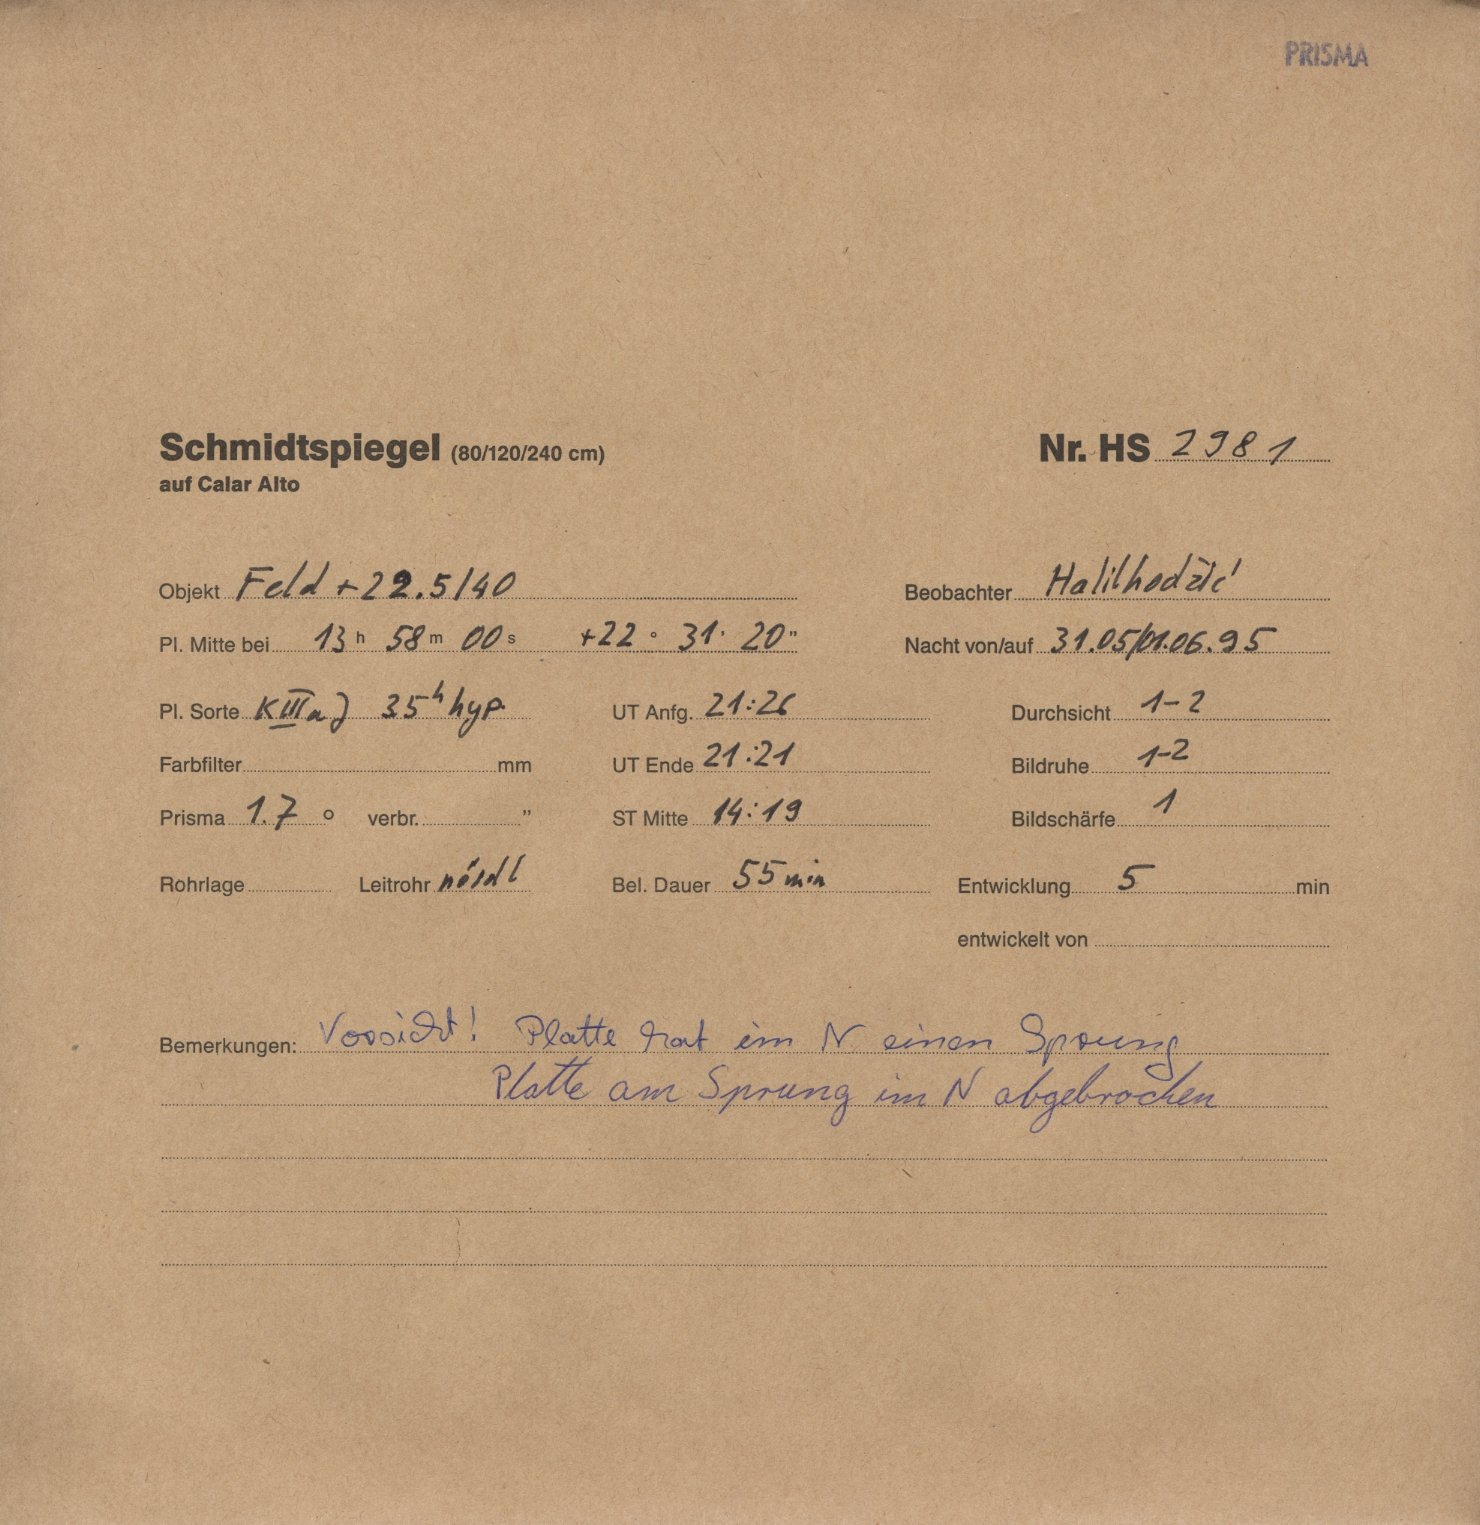 PRISMA
Schmidtspiegel (80/120/240 cm) Nr. HS 2981
auf Calar Alto
Objekt Feld +22.5/40 Beobachter Halilhodžić
Pl. Mitte bei 13 h 58 m 00 s +22 ° 31 ' 20 " Nacht von/auf 31.05/01.06.95
Pl. Sorte KIIIaJ 35h hyp. UT Anfg. 21:26 Durchsicht 1-2
Farbfilter mm UT Ende 21:21 Bildruhe 1-2
Prisma 1.7 ° verbr. " ST Mitte 14:19 Bildschärfe 1
Rohrlage Leitrohr nördl Bel. Dauer 55 min Entwicklung 5 min
entwickelt von
Bemerkungen: Vorsicht! Platte hat im N einen Sprung
Platte am Sprung im N abgebrochen